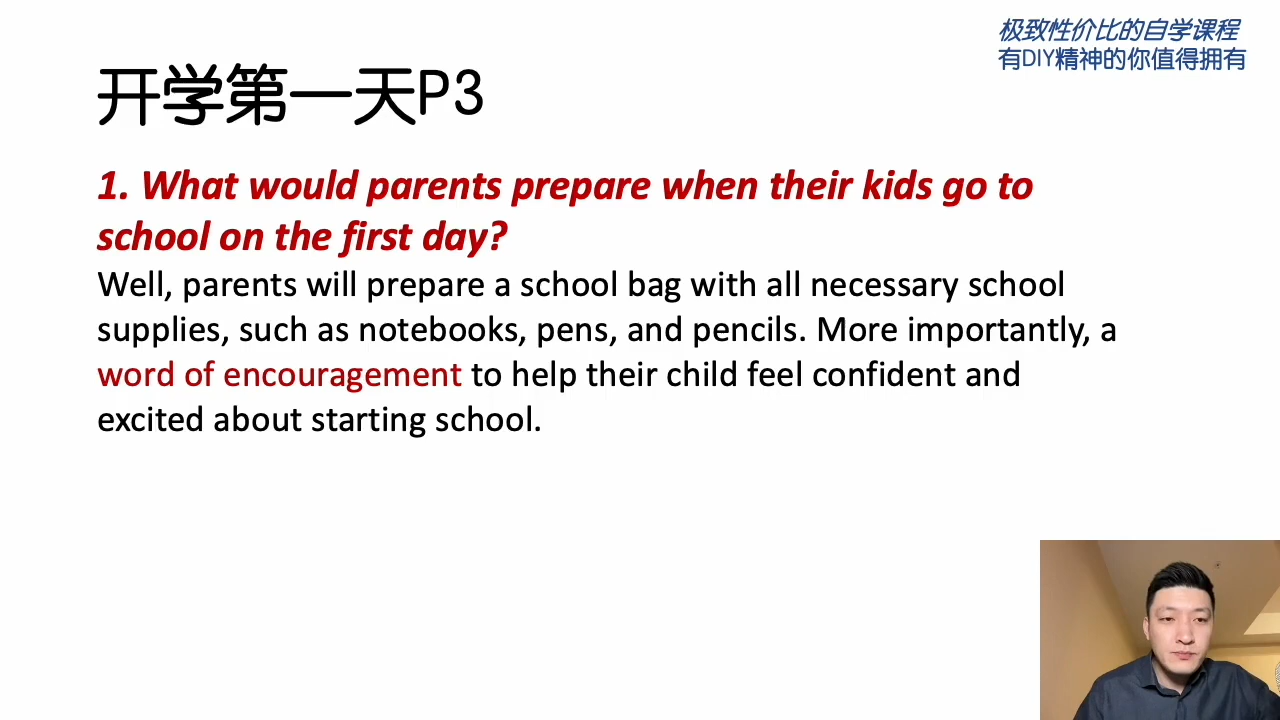 极致性价比的自学课程
有DIY精神的你值得拥有
开学第一天P3
1. What would parents prepare when their kids go to
school on the first day?
Well, parents will prepare a school bag with all necessary school
supplies, such as notebooks, pens, and pencils. More importantly, a
word of encouragement to help their child feel confident and
excited about starting school.